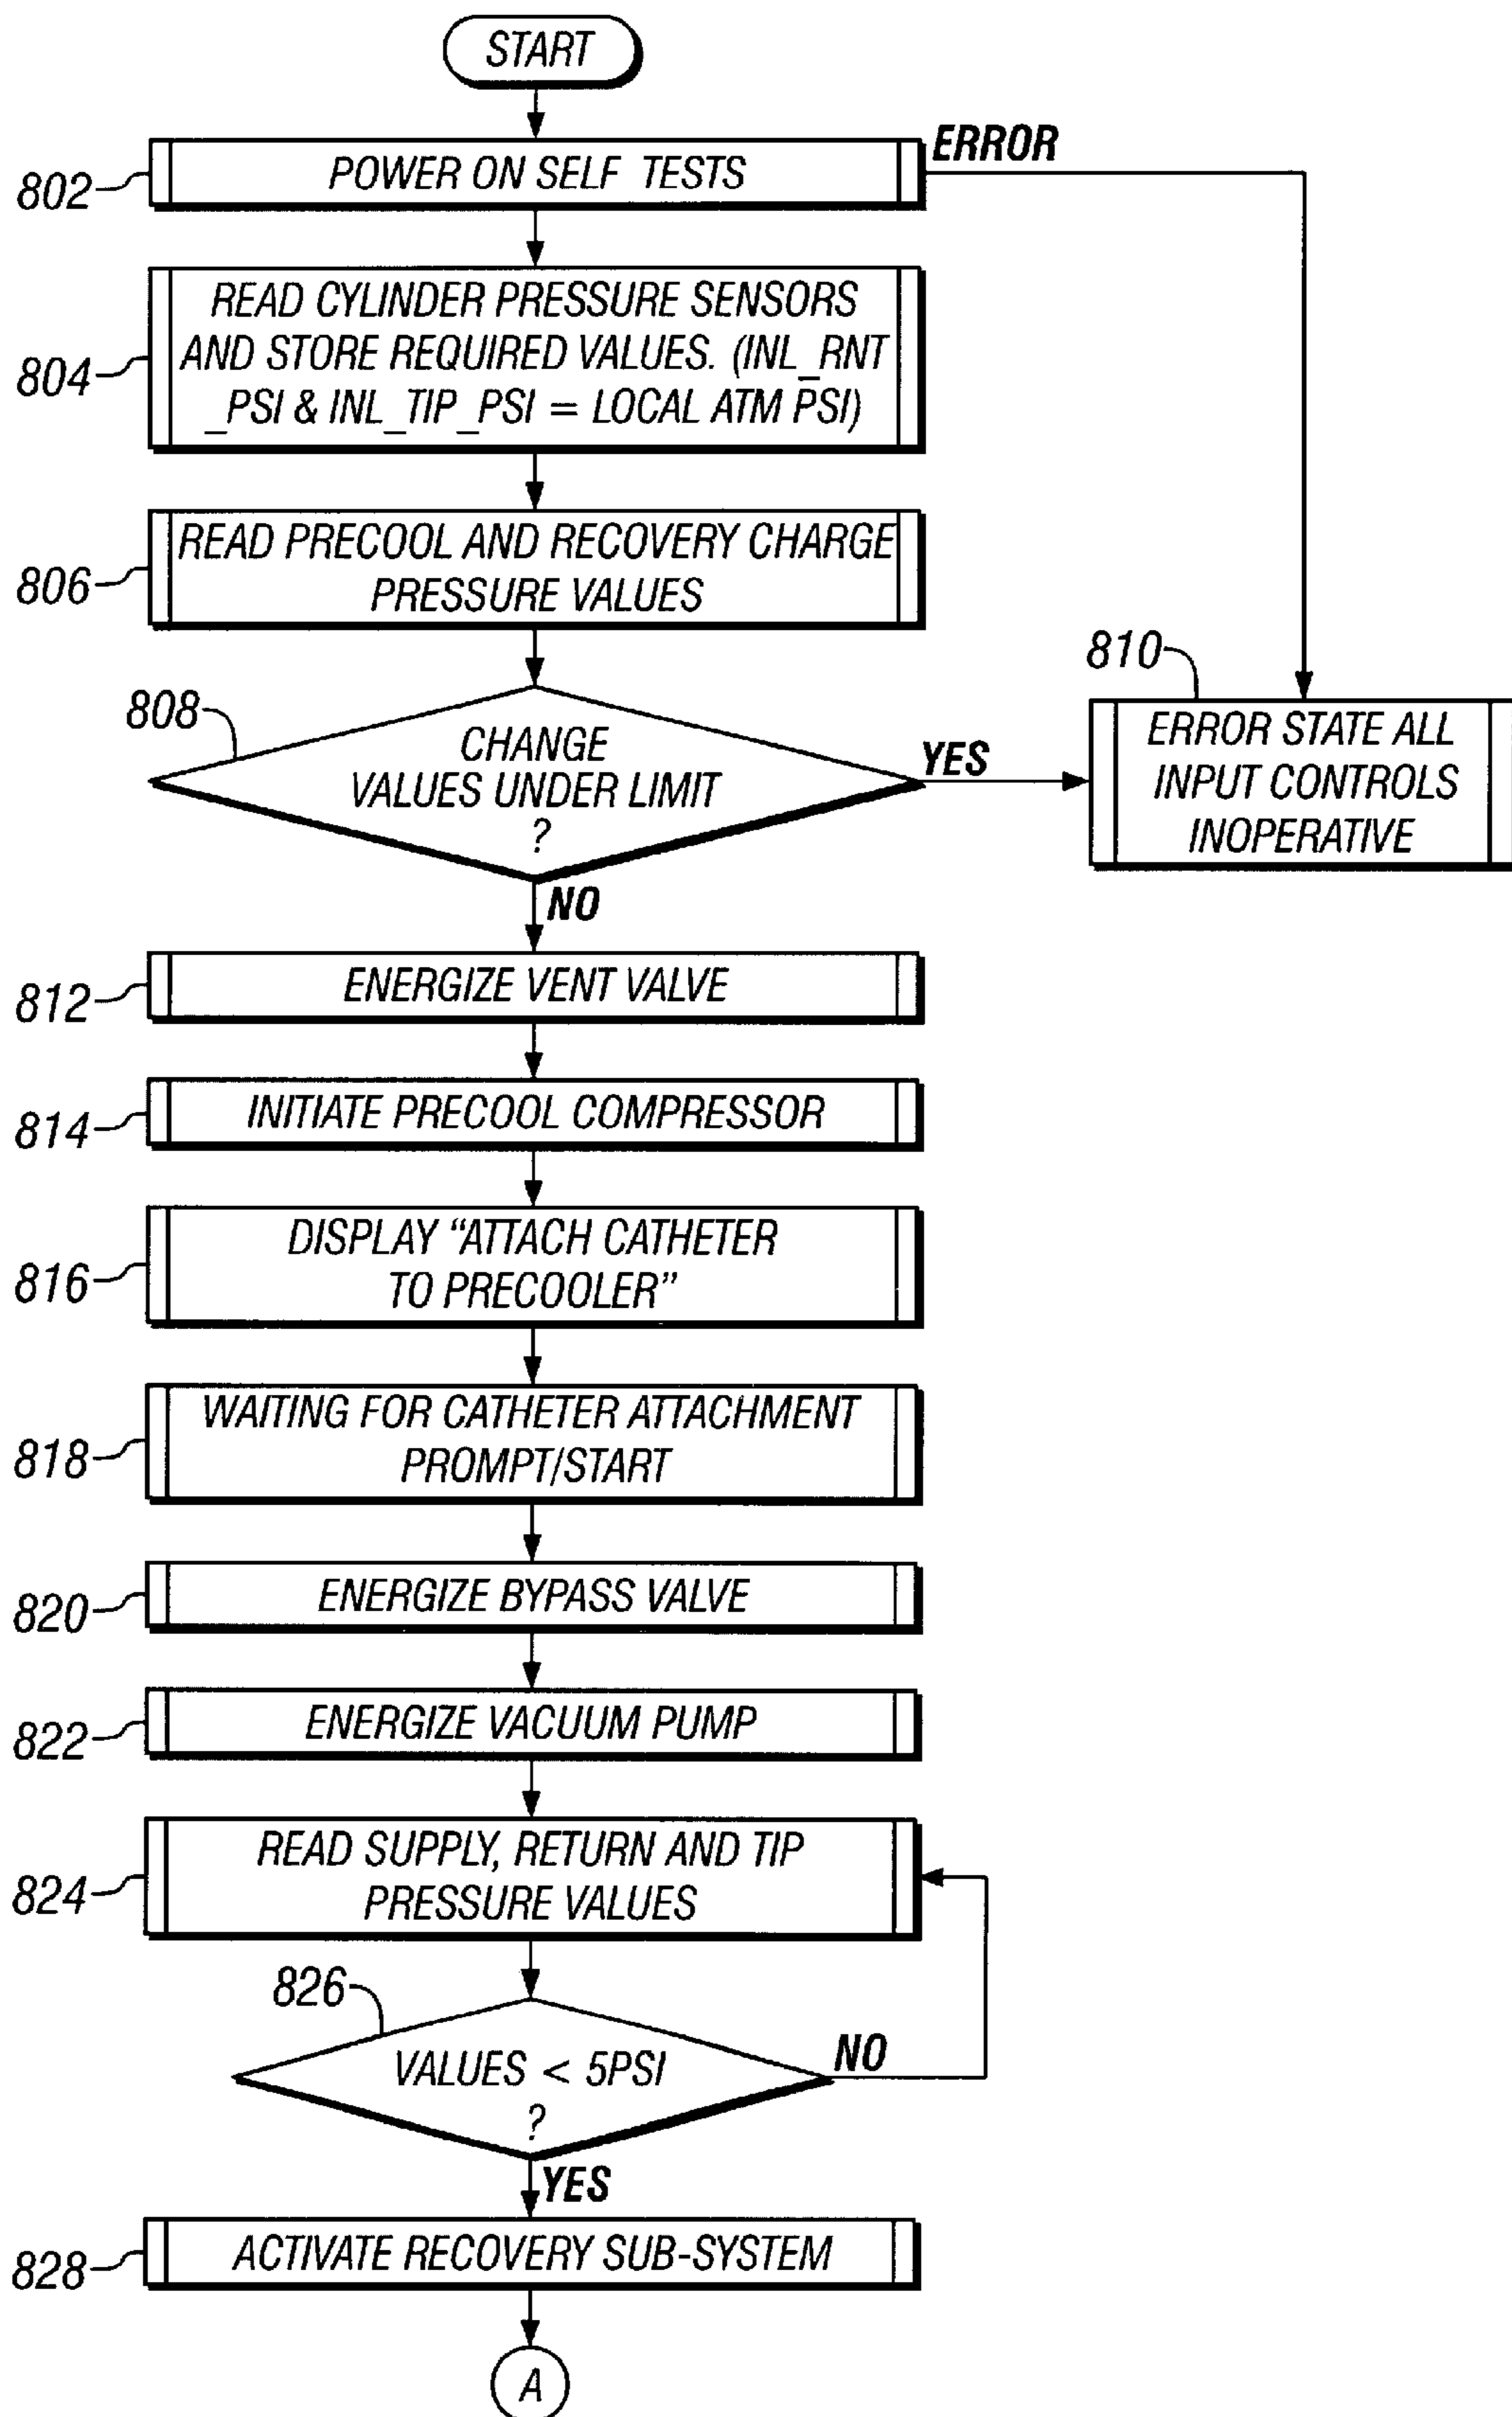 START
802
POWER ON SELF TESTS
ERROR
804
READ CYLINDER PRESSURE SENSORS
AND STORE REQUIRED VALUES. (INL_RNT
_PSI & INL_TIP_PSI = LOCAL ATM PSI)
806
READ PRECOOL AND RECOVERY CHARGE
PRESSURE VALUES
808
CHANGE
VALUES UNDER LIMIT
?
YES
NO
810
ERROR STATE ALL
INPUT CONTROLS
INOPERATIVE
812
ENERGIZE VENT VALVE
814
INITIATE PRECOOL COMPRESSOR
816
DISPLAY “ATTACH CATHETER
TO PRECOOLER”
818
WAITING FOR CATHETER ATTACHMENT
PROMPT/START
820
ENERGIZE BYPASS VALVE
822
ENERGIZE VACUUM PUMP
824
READ SUPPLY, RETURN AND TIP
PRESSURE VALUES
826
VALUES < 5PSI
?
NO
YES
828
ACTIVATE RECOVERY SUB-SYSTEM
A